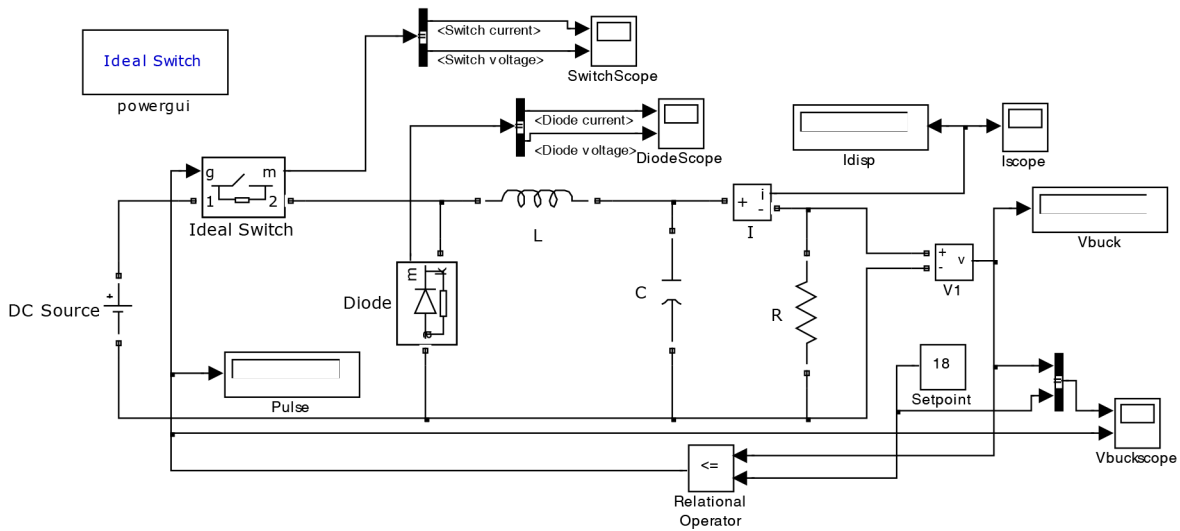 <Switch current>
<Switch voltage>
SwitchScope
Ideal Switch
powergui
<Diode current>
<Diode voltage>
DiodeScope
Idisp
Iscope
g m
1 2
Ideal Switch
L
+ i
-
I
Vbuck
m k
a
Diode
C
R
+ v
-
V1
+
DC Source
Pulse
18
Setpoint
Vbuckscope
<=
Relational
Operator